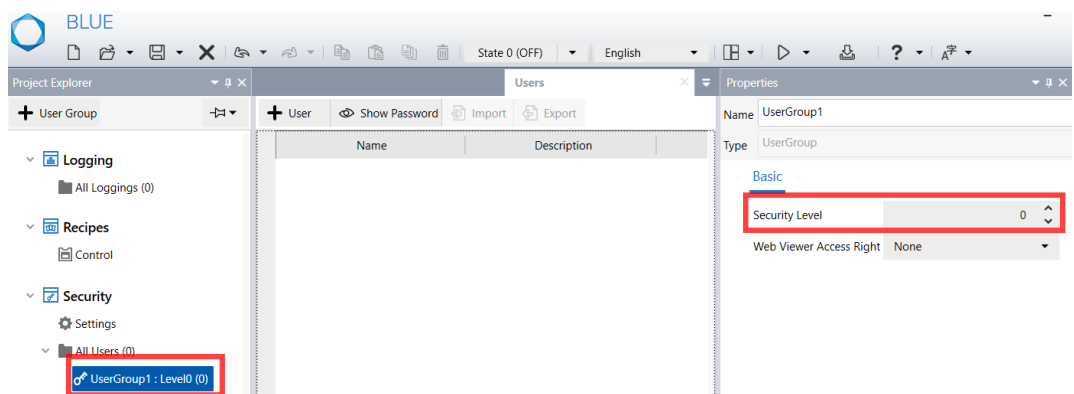 BLUE
State 0 (OFF) English ? A字
Project Explorer
Users
Properties
User Group
User Show Password Import Export
Name UserGroup1
Name Description
Type UserGroup
Logging
All Loggings (0)
Basic
Security Level 0
Recipes
Control
Web Viewer Access Right None
Security
Settings
All Users (0)
UserGroup1 : Level0 (0)